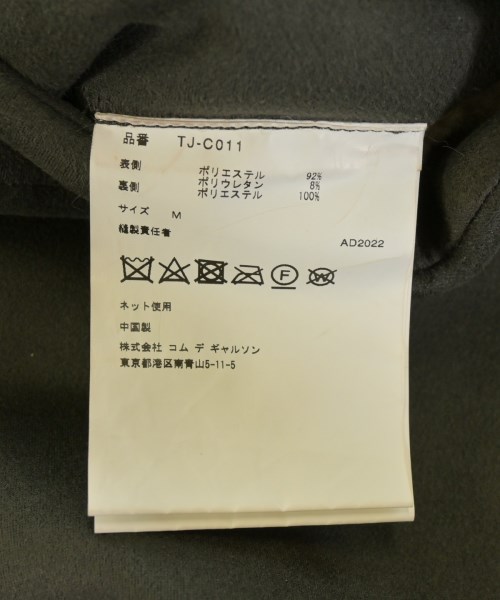 品番 TJ-C011
表側 ポリエステル 92%
ポリウレタン 8%
裏側 ポリエステル 100%
サイズ M
縫製責任者
AD2022
F W
ネット使用
中国製
株式会社 コム デ ギャルソン
東京都港区南青山5-11-5